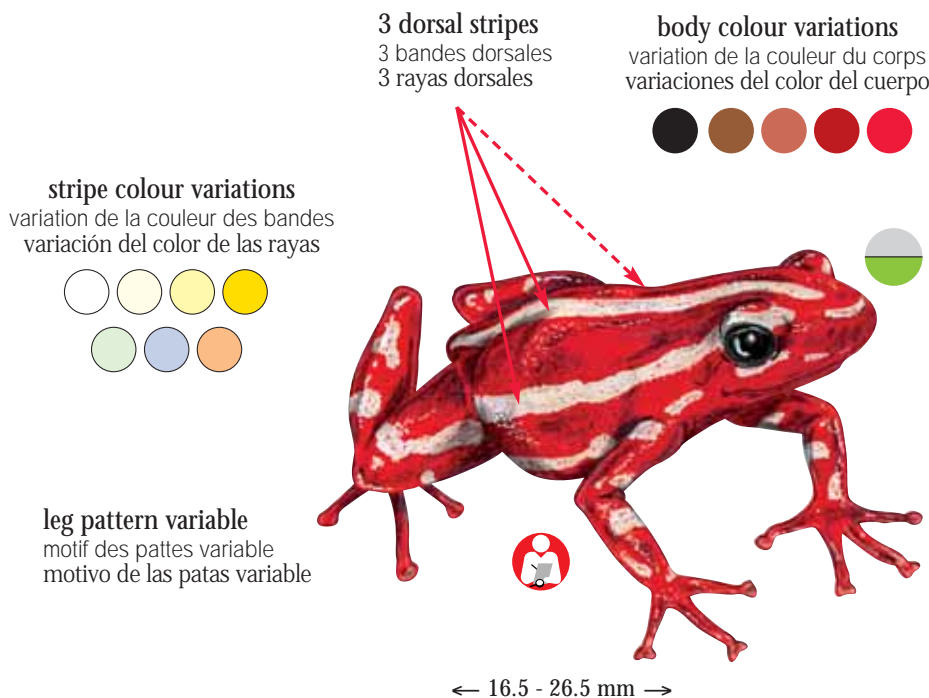 3 dorsal stripes
3 bandes dorsales
3 rayas dorsales
body colour variations
variation de la couleur du corps
variaciones del color del cuerpo
stripe colour variations
variation de la couleur des bandes
variación del color de las rayas
leg pattern variable
motif des pattes variable
motivo de las patas variable
16.5 - 26.5 mm